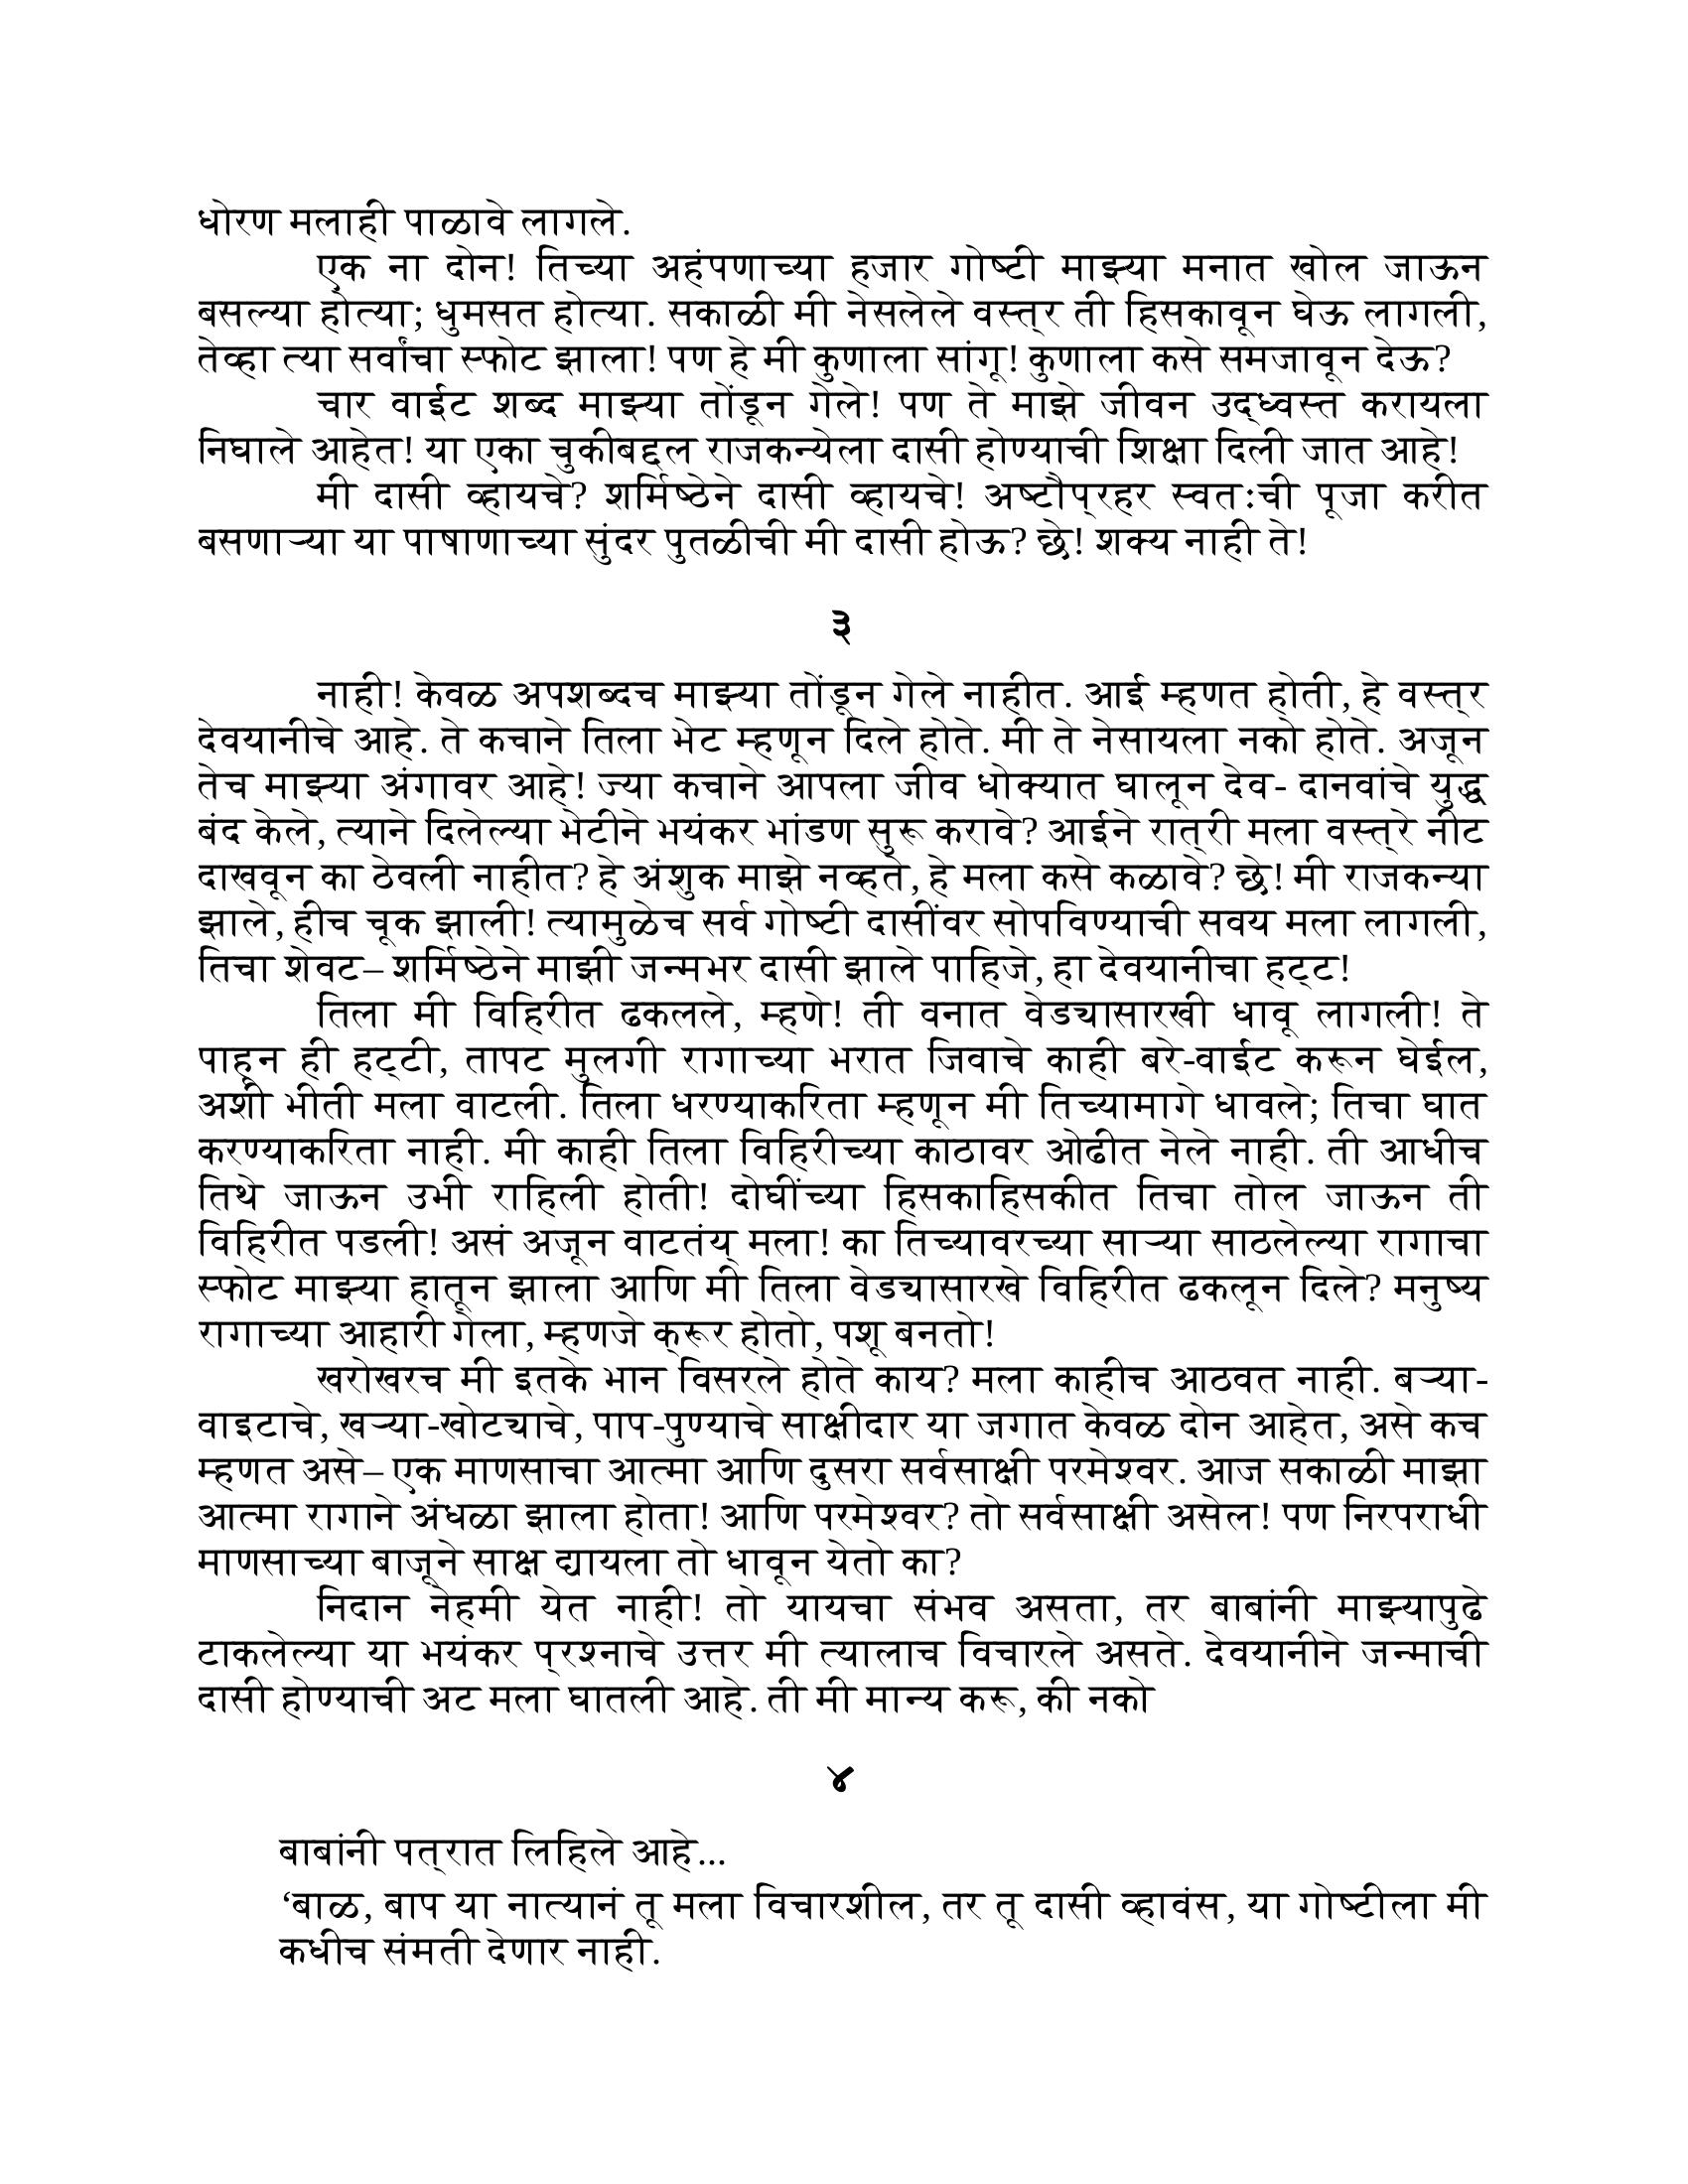 धोरण मलाही पाळावे लागले.
एक ना दोन! तिच्या अहंपणाच्या हजार गोष्टी माझ्या मनात खोल जाऊन
बसल्या होत्या; धुमसत होत्या. सकाळी मी नेसलेले वस्त्र ती हिसकावून घेऊ लागली,
तेव्हा त्या सर्वांचा स्फोट झाला! पण हे मी कुणाला सांगू! कुणाला कसे समजावून देऊ?
चार वाईट शब्द माझ्या तोंडून गेले! पण ते माझे जीवन उद्ध्वस्त करायला
निघाले आहेत! या एका चुकीबद्दल राजकन्येला दासी होण्याची शिक्षा दिली जात आहे!
मी दासी व्हायचे? शर्मिष्ठेने दासी व्हायचे! अष्टौप्रहर स्वतःची पूजा करीत
बसणाऱ्या या पाषाणाच्या सुंदर पुतळीची मी दासी होऊ? छे! शक्य नाही ते!
३
नाही! केवळ अपशब्दच माझ्या तोंडून गेले नाहीत. आई म्हणत होती, हे वस्त्र
देवयानीचे आहे. ते कचाने तिला भेट म्हणून दिले होते. मी ते नेसायला नको होते. अजून
तेच माझ्या अंगावर आहे! ज्या कचाने आपला जीव धोक्यात घालून देव- दानवांचे युद्ध
बंद केले, त्याने दिलेल्या भेटीने भयंकर भांडण सुरू करावे? आईने रात्री मला वस्त्रे नीट
दाखवून का ठेवली नाहीत? हे अंशुक माझे नव्हते, हे मला कसे कळावे? छे! मी राजकन्या
झाले, हीच चूक झाली! त्यामुळेच सर्व गोष्टी दासींवर सोपविण्याची सवय मला लागली,
तिचा शेवट– शर्मिष्ठेने माझी जन्मभर दासी झाले पाहिजे, हा देवयानीचा हट्ट!
तिला मी विहिरीत ढकलले, म्हणे! ती वनात वेड्यासारखी धावू लागली! ते
पाहून ही हट्टी, तापट मुलगी रागाच्या भरात जिवाचे काही बरे-वाईट करून घेईल,
अशी भीती मला वाटली. तिला धरण्याकरिता म्हणून मी तिच्यामागे धावले; तिचा घात
करण्याकरिता नाही. मी काही तिला विहिरीच्या काठावर ओढीत नेले नाही. ती आधीच
तिथे जाऊन उभी राहिली होती! दोघींच्या हिसकाहिसकीत तिचा तोल जाऊन ती
विहिरीत पडली! असं अजून वाटतंय् मला! का तिच्यावरच्या साऱ्या साठलेल्या रागाचा
स्फोट माझ्या हातून झाला आणि मी तिला वेड्यासारखे विहिरीत ढकलून दिले? मनुष्य
रागाच्या आहारी गेला, म्हणजे क्रूर होतो, पशू बनतो!
खरोखरच मी इतके भान विसरले होते काय? मला काहीच आठवत नाही. बऱ्या-
वाइटाचे, खऱ्या-खोट्याचे, पाप-पुण्याचे साक्षीदार या जगात केवळ दोन आहेत, असे कच
म्हणत असे– एक माणसाचा आत्मा आणि दुसरा सर्वसाक्षी परमेश्वर. आज सकाळी माझा
आत्मा रागाने अंधळा झाला होता! आणि परमेश्वर? तो सर्वसाक्षी असेल! पण निरपराधी
माणसाच्या बाजूने साक्ष द्यायला तो धावून येतो का?
निदान नेहमी येत नाही! तो यायचा संभव असता, तर बाबांनी माझ्यापुढे
टाकलेल्या या भयंकर प्रश्नाचे उत्तर मी त्यालाच विचारले असते. देवयानीने जन्माची
दासी होण्याची अट मला घातली आहे. ती मी मान्य करू, की नको
४
बाबांनी पत्रात लिहिले आहे...
‘बाळ, बाप या नात्यानं तू मला विचारशील, तर तू दासी व्हावंस, या गोष्टीला मी
कधीच संमती देणार नाही.